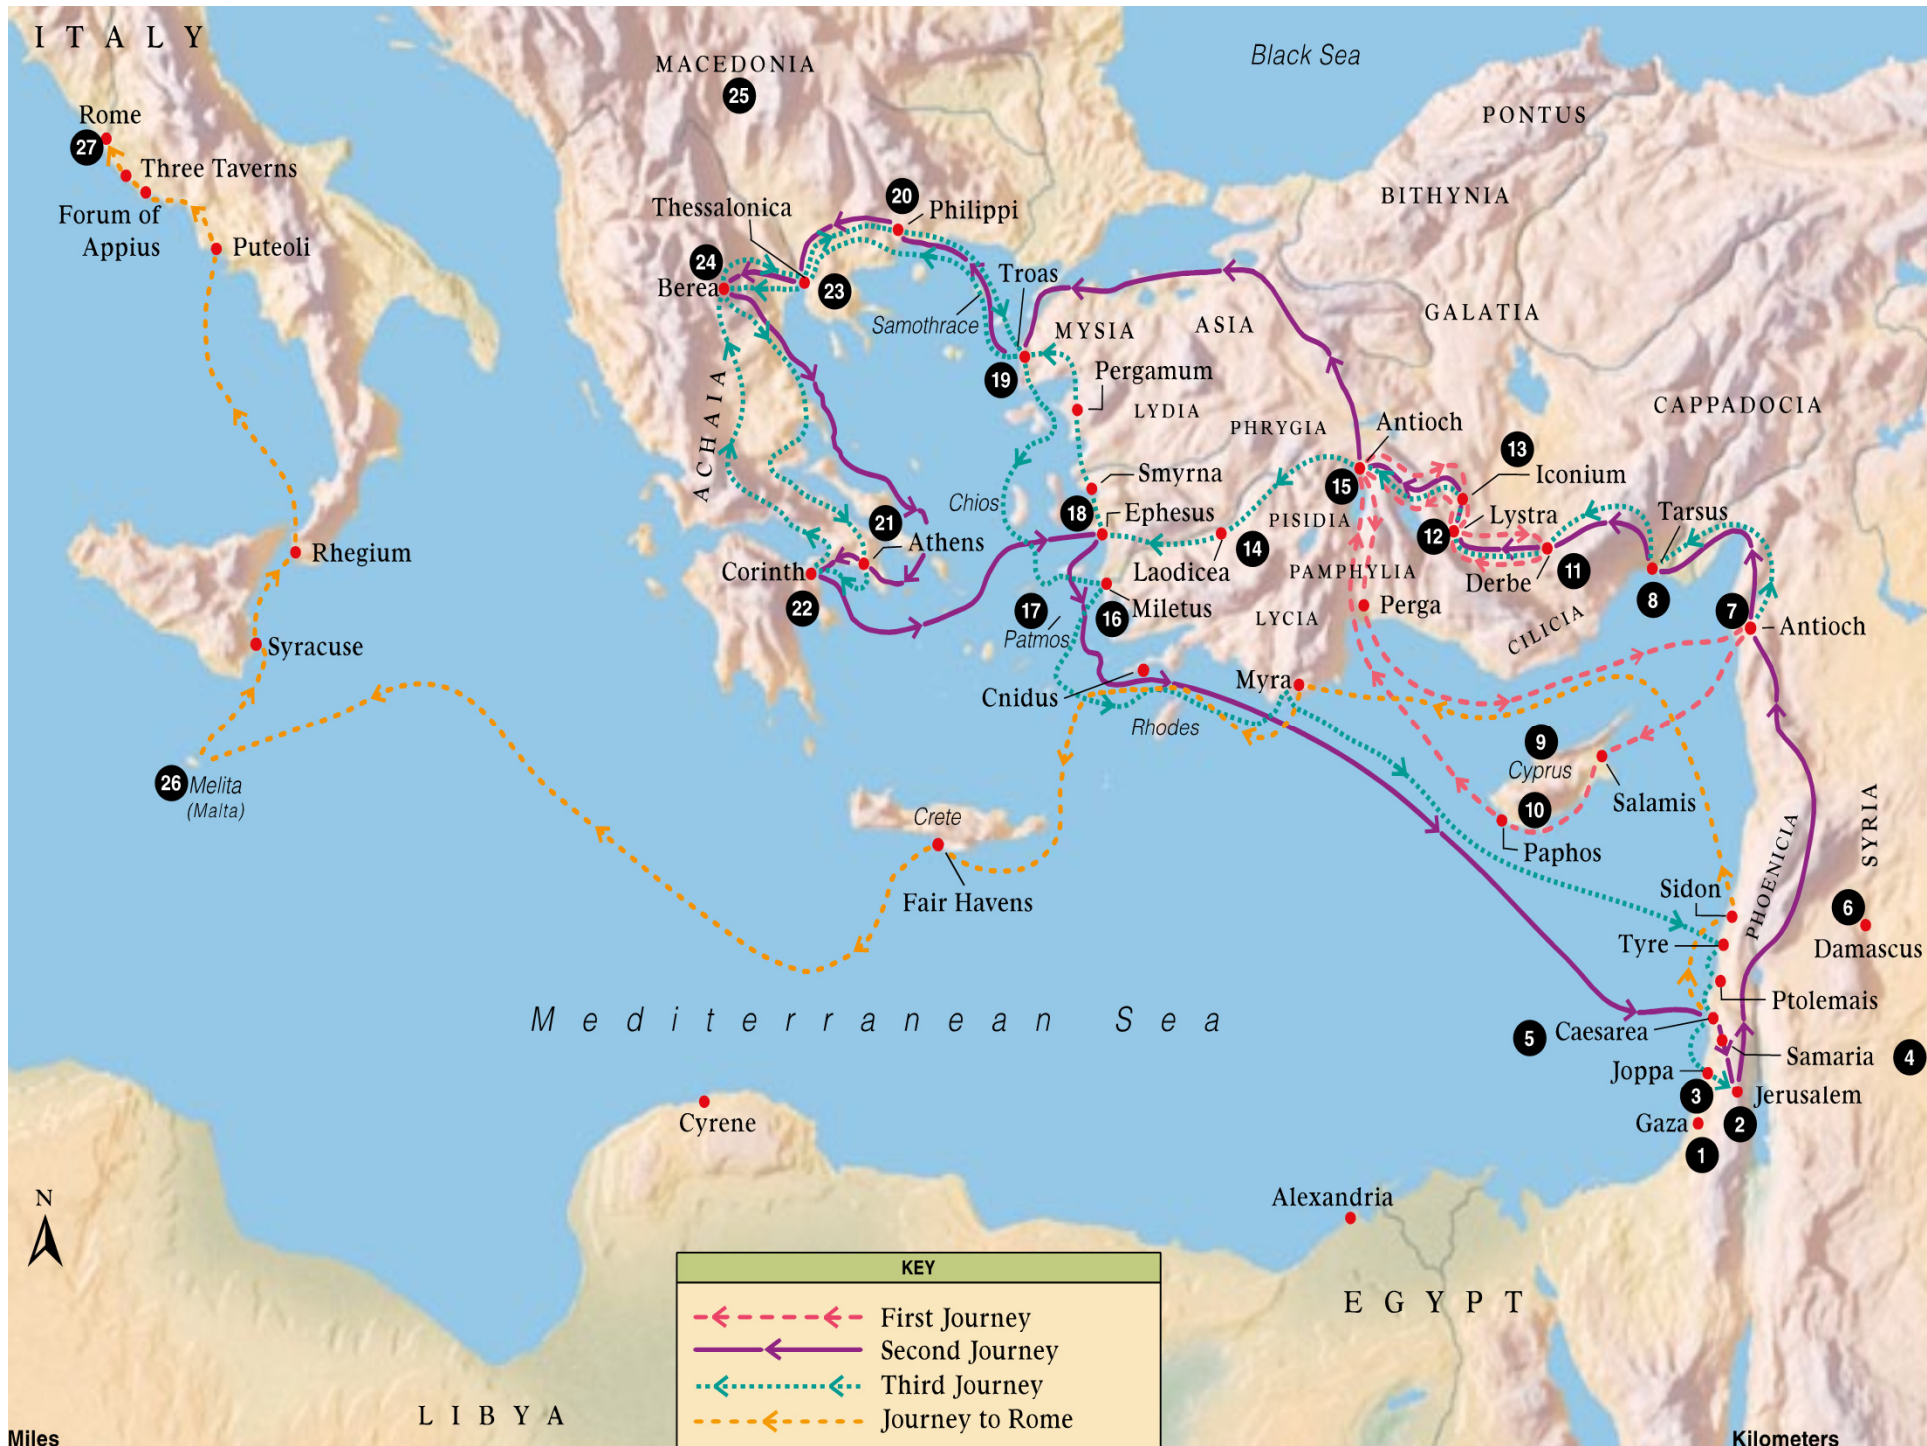 ITALY
MACEDONIA
25
Black Sea
PONTUS
Rome
27
Three Taverns
Forum of
Appius
Puteoli
BITHYNIA
20
Thessalonica
Philippi
24
Berea
23
Troas
Samothrace
MYSIA
ASIA
GALATIA
19
Pergamum
LYDIA
CAPPADOCIA
ACHAIA
PHRYGIA
Antioch
13
Iconium
15
Smyrna
Chios
18
Ephesus
PISIDIA
12
Lystra
Tarsus
21
Athens
14
Laodicea
Derbe
11
8
Rhegium
Corinth
22
PAMPHYLIA
17
Patmos
16
Miletus
LYCIA
Perga
CILICIA
7
Antioch
Syracuse
Cnidus
Myra
Rhodes
9
Cyprus
10
Salamis
Paphos
26
Melita
(Malta)
Crete
Fair Havens
PHOENICIA
SYRIA
Sidon
6
Damascus
Tyre
Ptolemais
Mediterranean Sea
5
Caesarea
Samaria
4
Joppa
3
Jerusalem
Gaza
2
1
Cyrene
Alexandria
N
EGYPT
LIBYA
KEY
First Journey
Second Journey
Third Journey
Journey to Rome
Miles
Kilometers